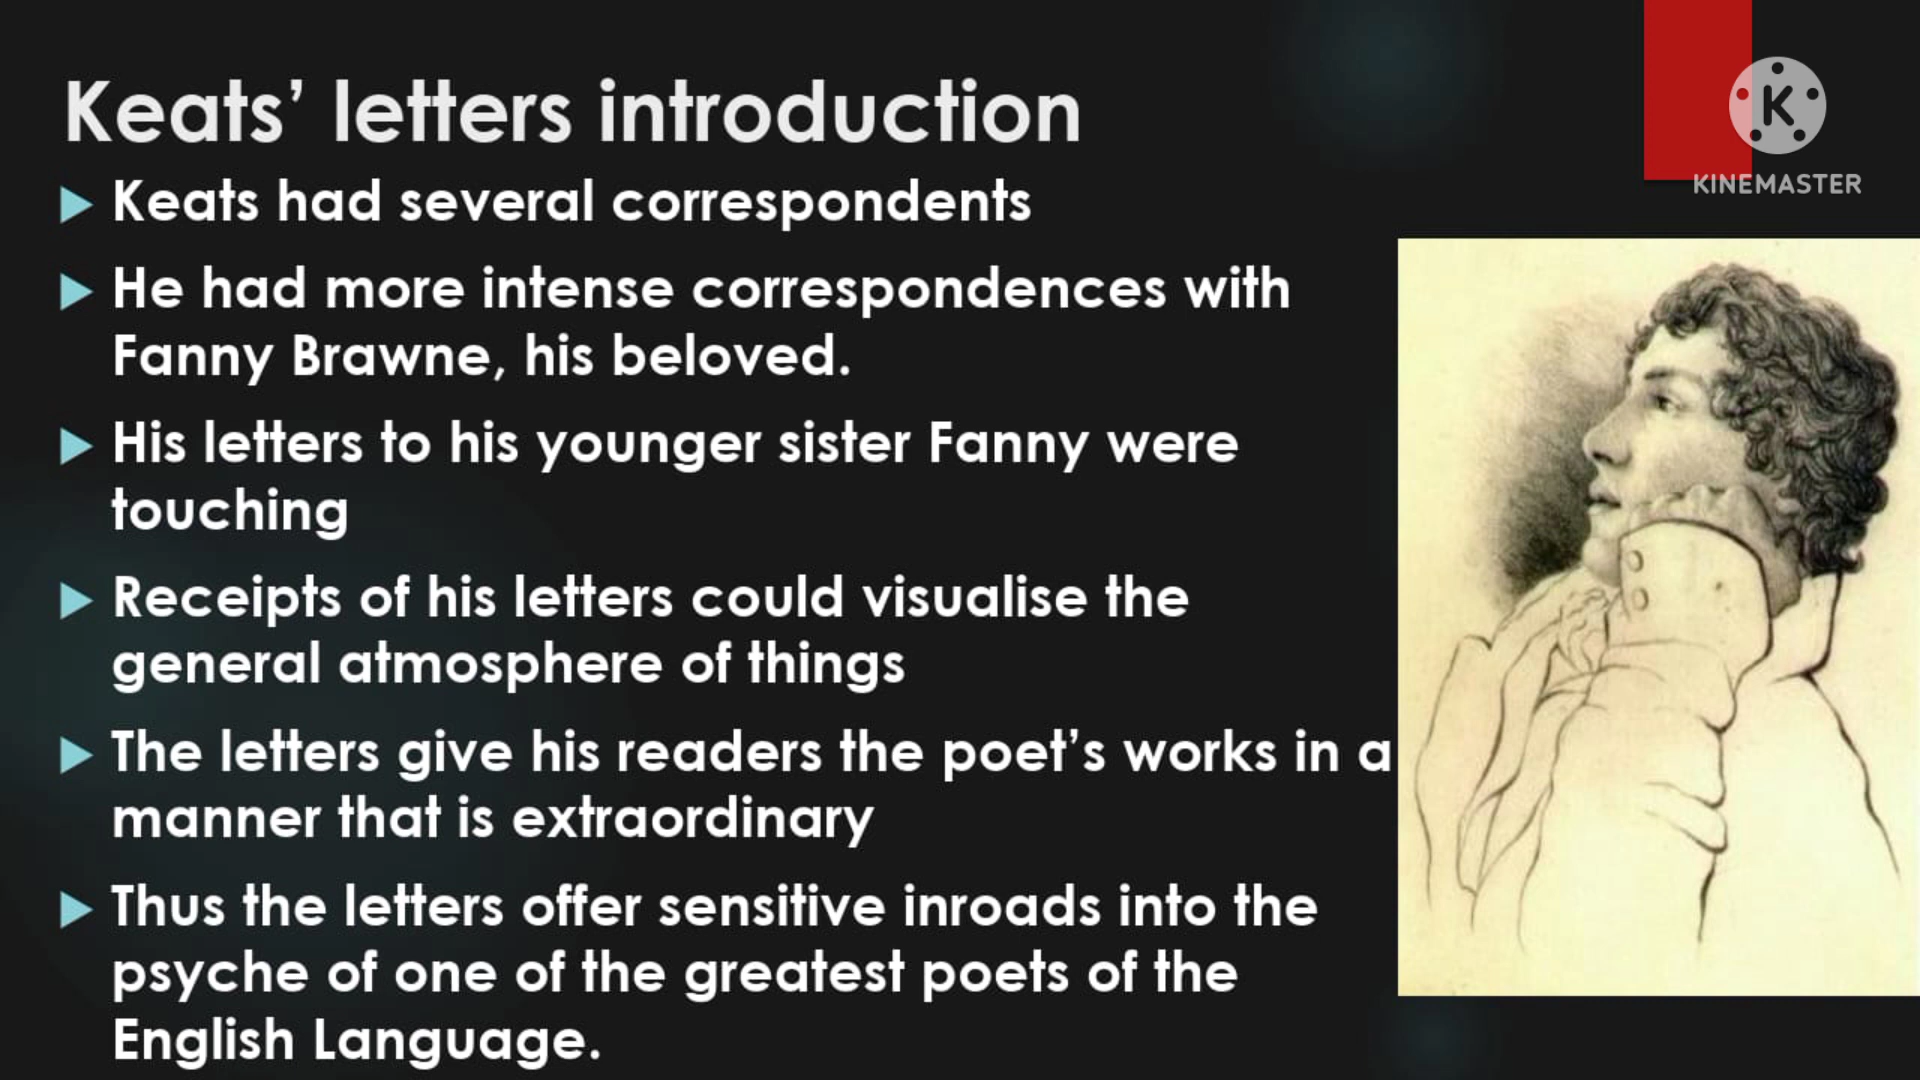 Keats’ letters introduction
Keats had several correspondents
He had more intense correspondences with
Fanny Brawne, his beloved.
His letters to his younger sister Fanny were
touching
Receipts of his letters could visualise the
general atmosphere of things
The letters give his readers the poet’s works in a
manner that is extraordinary
Thus the letters offer sensitive inroads into the
psyche of one of the greatest poets of the
English Language.
K
KINEMASTER